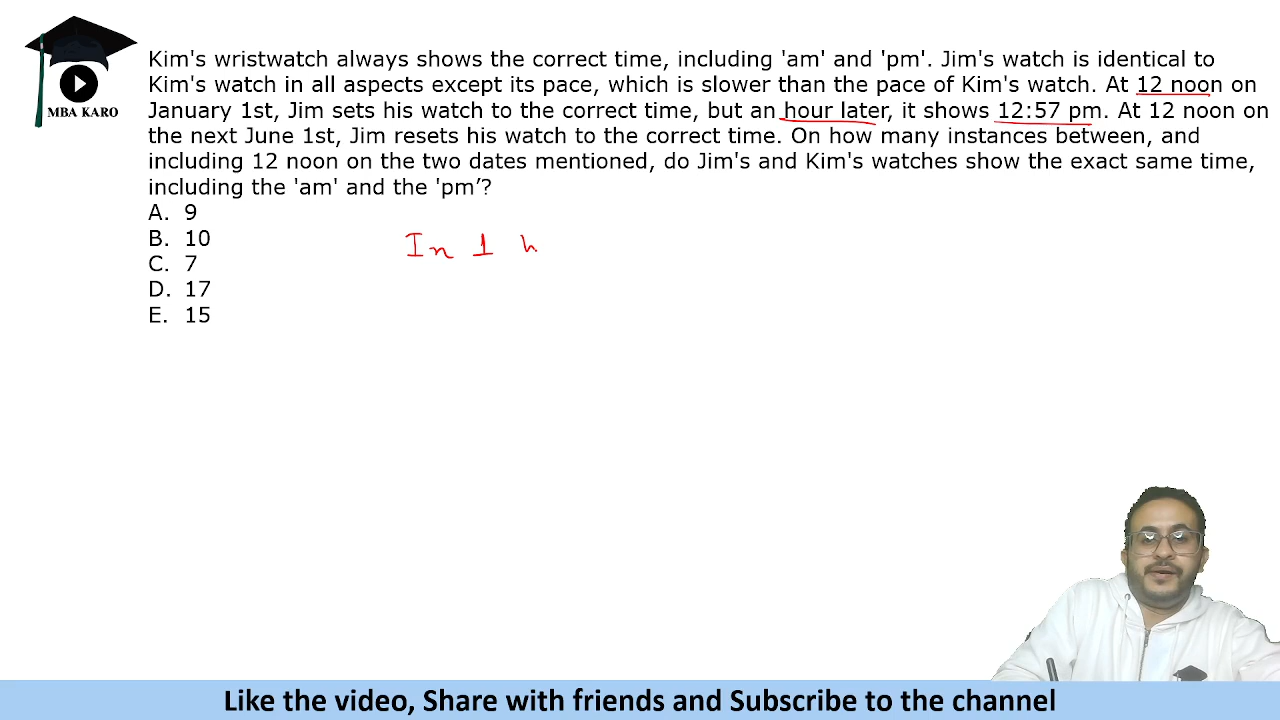 MBA KARO
Kim's wristwatch always shows the correct time, including 'am' and 'pm'. Jim's watch is identical to
Kim's watch in all aspects except its pace, which is slower than the pace of Kim's watch. At 12 noon on
January 1st, Jim sets his watch to the correct time, but an hour later, it shows 12:57 pm. At 12 noon on
the next June 1st, Jim resets his watch to the correct time. On how many instances between, and
including 12 noon on the two dates mentioned, do Jim's and Kim's watches show the exact same time,
including the 'am' and the 'pm’?
A. 9
B. 10
C. 7
D. 17
E. 15
In 1 h
Like the video, Share with friends and Subscribe to the channel